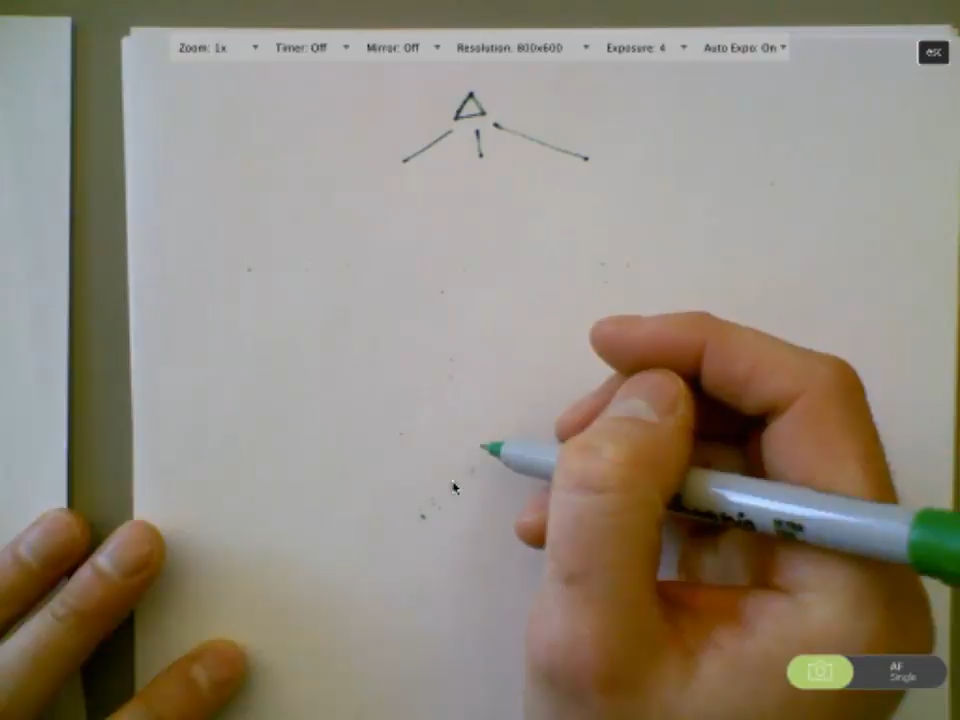 Zoom: 1x Timer: Off Mirror: Off Resolution: 800x600 Exposure: 4 Auto Expo: On
esc
AF
Single